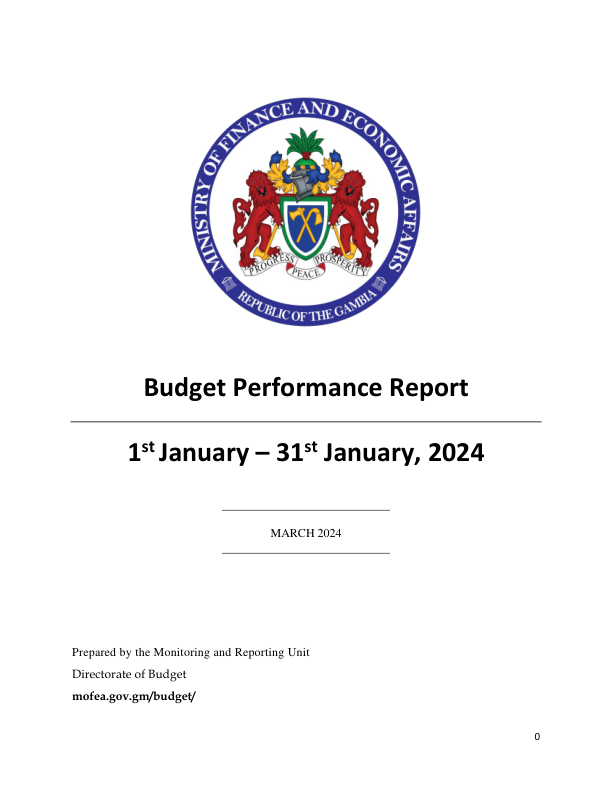 MINISTRY OF FINANCE AND ECONOMIC AFFAIRS
PROGRESS PEACE PROSPERITY
REPUBLIC OF THE GAMBIA
Budget Performance Report
1st January – 31st January, 2024
MARCH 2024
Prepared by the Monitoring and Reporting Unit
Directorate of Budget
mofea.gov.gm/budget/
0